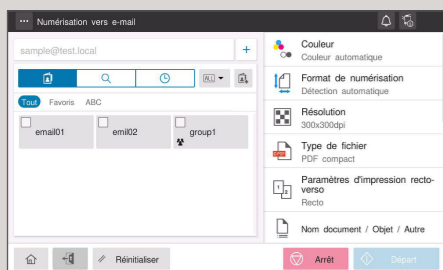 Numérisation vers e-mail
sample@test.local
ALL
Tout Favoris ABC
email01
emil02
group1
Couleur
Couleur automatique
Format de numérisation
Détection automatique
Résolution
300x300dpi
Type de fichier
PDF compact
Paramètres d'impression recto-
verso
Recto
Nom document / Objet / Autre
Réinitialiser
Arrêt
Départ